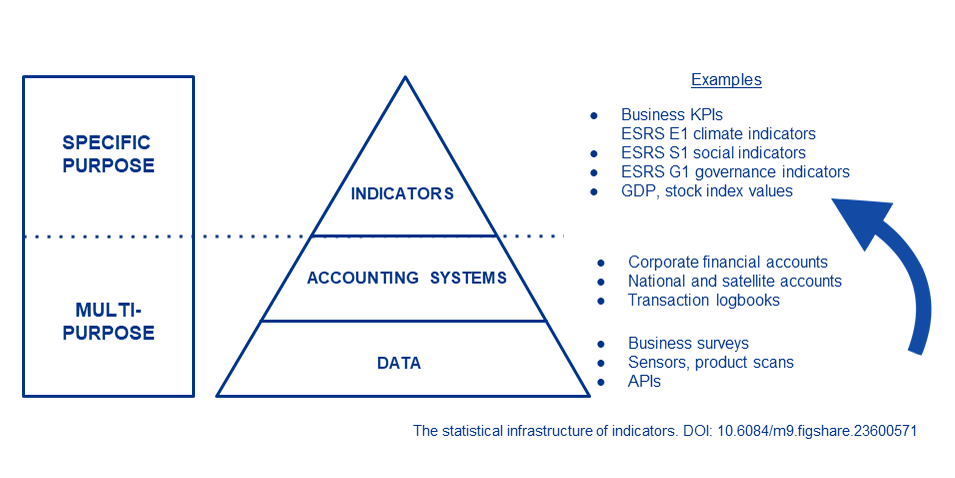 Examples
SPECIFIC
PURPOSE
INDICATORS
● Business KPIs
ESRS E1 climate indicators
● ESRS S1 social indicators
● ESRS G1 governance indicators
● GDP, stock index values
MULTI-
PURPOSE
ACCOUNTING SYSTEMS
● Corporate financial accounts
● National and satellite accounts
● Transaction logbooks
DATA
● Business surveys
● Sensors, product scans
● APIs
The statistical infrastructure of indicators. DOI: 10.6084/m9.figshare.23600571